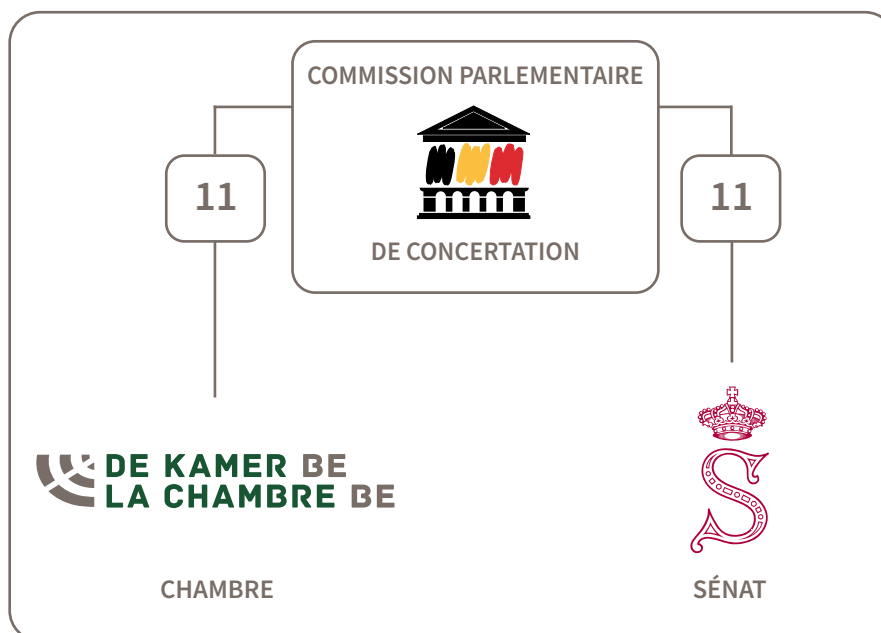 COMMISSION PARLEMENTAIRE
DE CONCERTATION
11
11
DE KAMER BE
LA CHAMBRE BE
S
CHAMBRE
SÉNAT